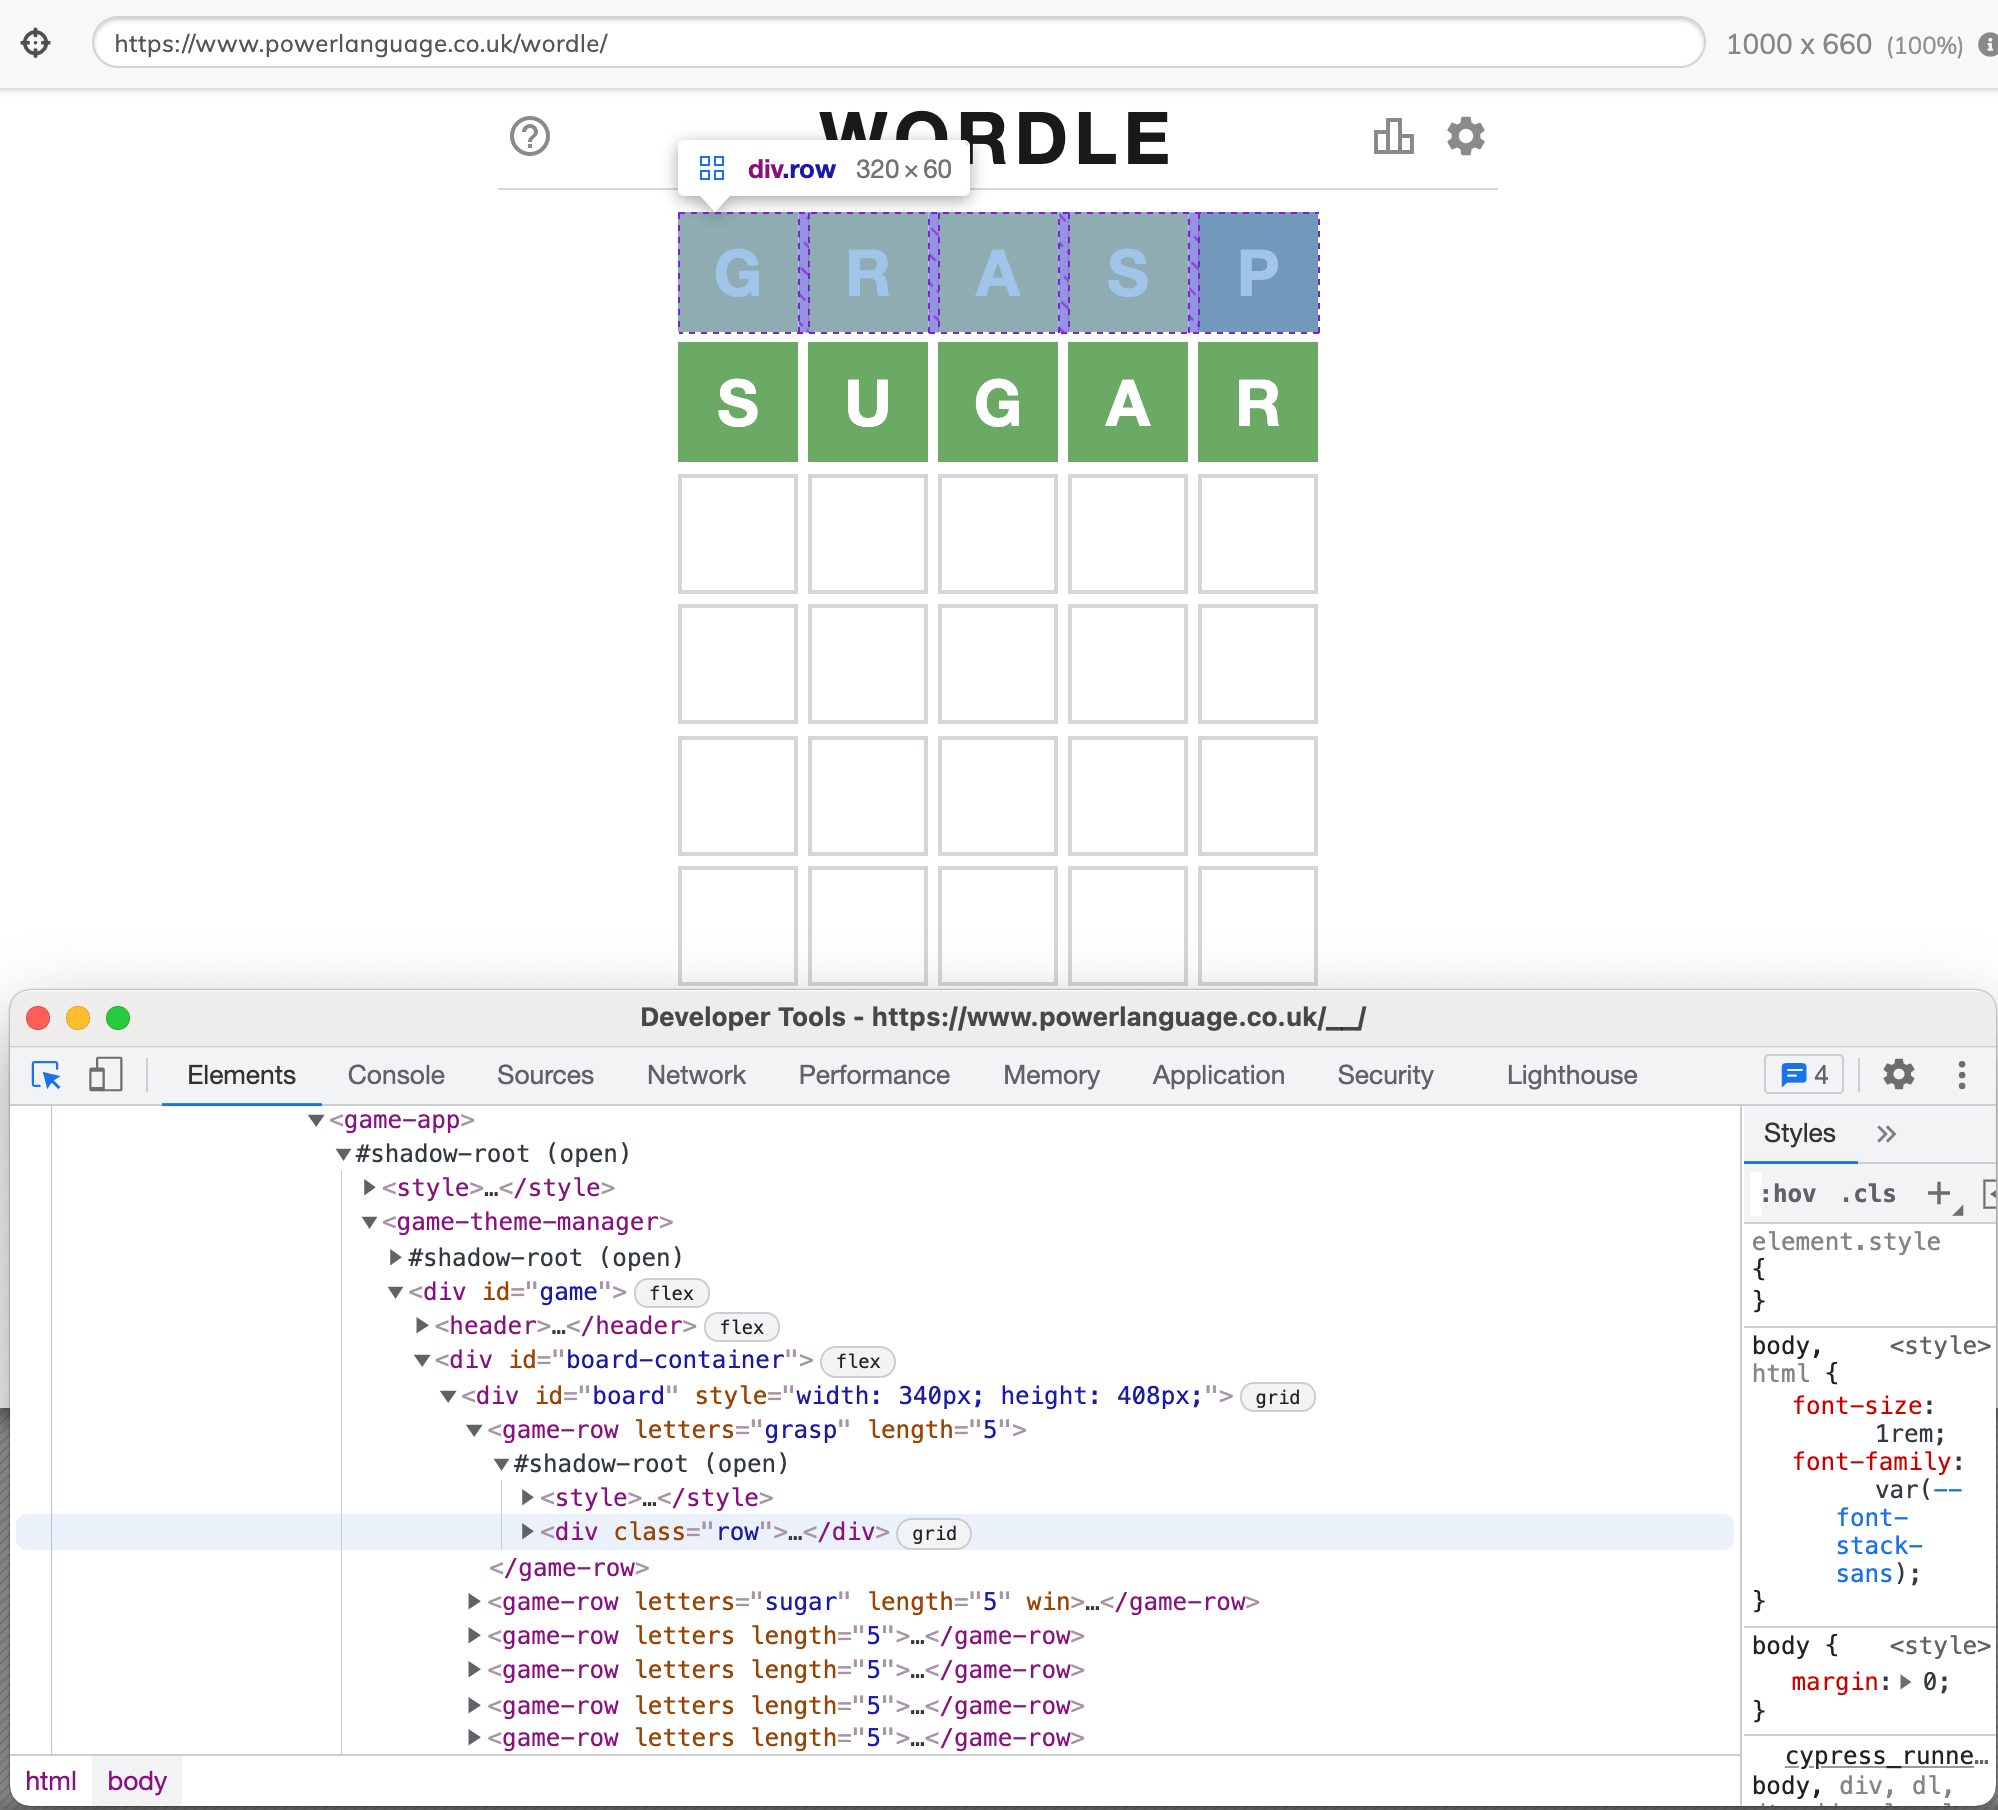 https://www.powerlanguage.co.uk/wordle/ 1000 x 660 (100%)
WORDLE
div.row 320 × 60
G R A S P
S U G A R
Developer Tools - https://www.powerlanguage.co.uk/__/
Elements Console Sources Network Performance Memory Application Security Lighthouse 4
<game-app>
#shadow-root (open)
<style>…</style>
<game-theme-manager>
#shadow-root (open)
<div id="game"> flex
<header>…</header> flex
<div id="board-container"> flex
<div id="board" style="width: 340px; height: 408px;"> grid
<game-row letters="grasp" length="5">
#shadow-root (open)
<style>…</style>
<div class="row">…</div> grid
</game-row>
<game-row letters="sugar" length="5" win>…</game-row>
<game-row letters length="5">…</game-row>
<game-row letters length="5">…</game-row>
<game-row letters length="5">…</game-row>
<game-row letters length="5">…</game-row>
html body
Styles
:hov .cls
element.style
{
}
body, <style>
html {
font-size:
1rem;
font-family:
var(--
font-
stack-
sans);
}
body { <style>
margin: 0;
}
cypress_runne…
body, div, dl,